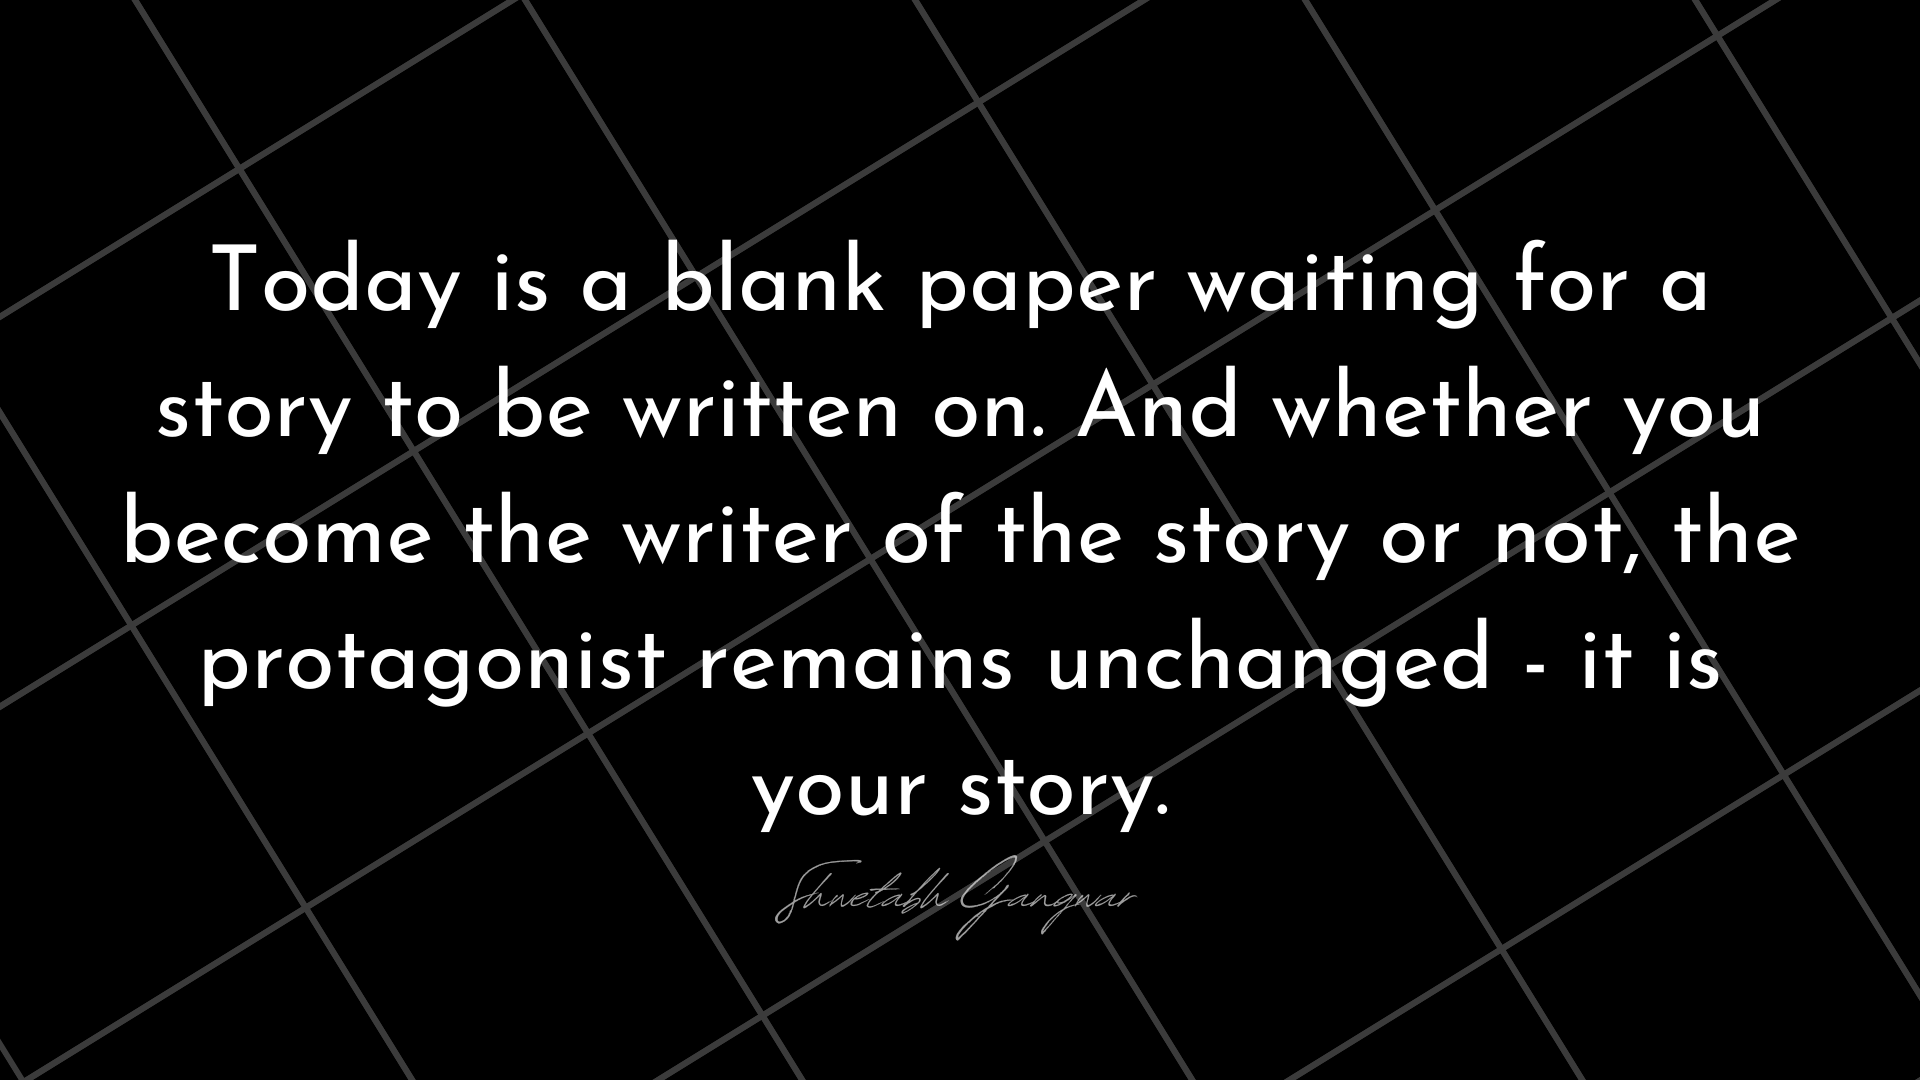 Today is a blank paper waiting for a
story to be written on. And whether you
become the writer of the story or not, the
protagonist remains unchanged - it is
your story.
Shwetabh Gangwar